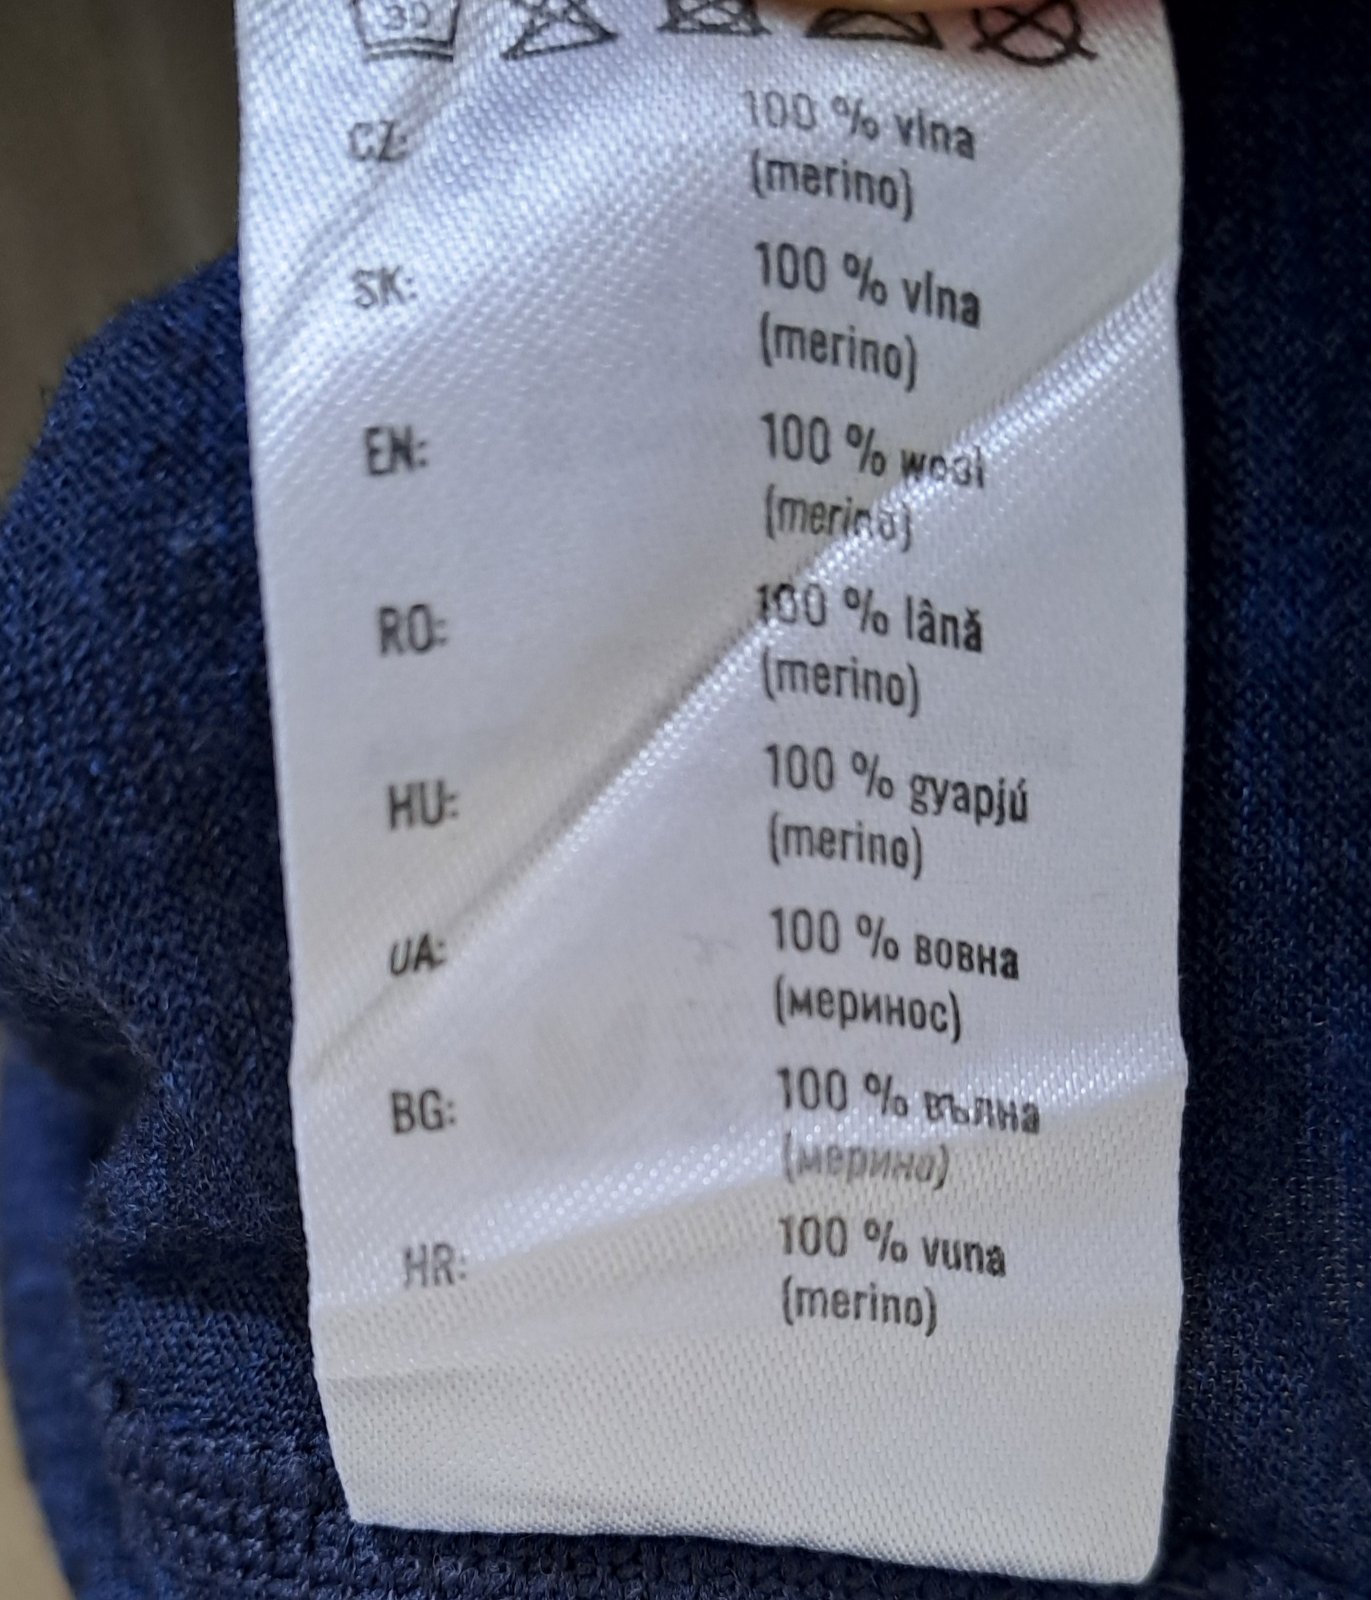 30
CZ: 100 % vlna
(merino)
SK: 100 % vlna
(merino)
EN: 100 % wool
(merino)
RO: 100 % lână
(merino)
HU: 100 % gyapjú
(merino)
UA: 100 % вовна
(меринос)
BG: 100 % вълна
(мерино)
HR: 100 % vuna
(merino)